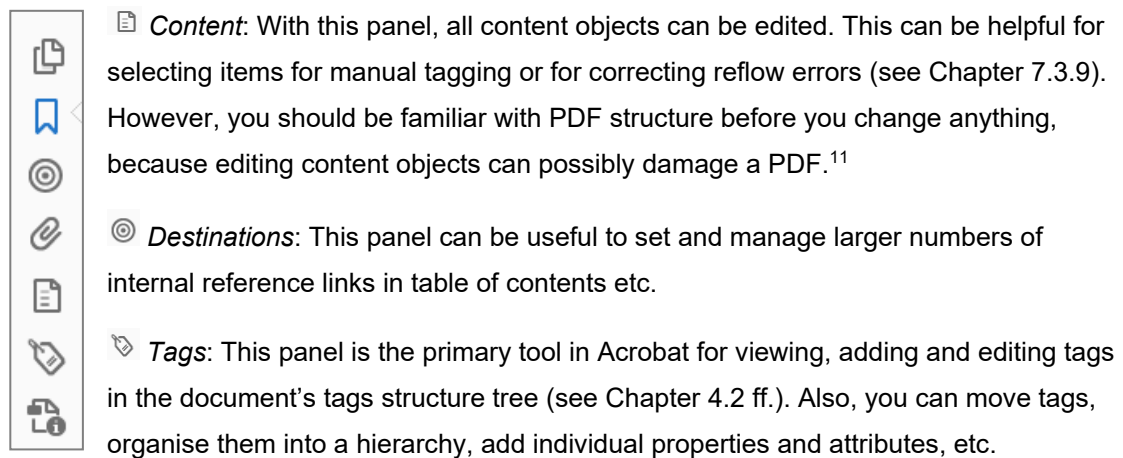 Content: With this panel, all content objects can be edited. This can be helpful for
selecting items for manual tagging or for correcting reflow errors (see Chapter 7.3.9).
However, you should be familiar with PDF structure before you change anything,
because editing content objects can possibly damage a PDF.¹¹
Destinations: This panel can be useful to set and manage larger numbers of
internal reference links in table of contents etc.
Tags: This panel is the primary tool in Acrobat for viewing, adding and editing tags
in the document’s tags structure tree (see Chapter 4.2 ff.). Also, you can move tags,
organise them into a hierarchy, add individual properties and attributes, etc.